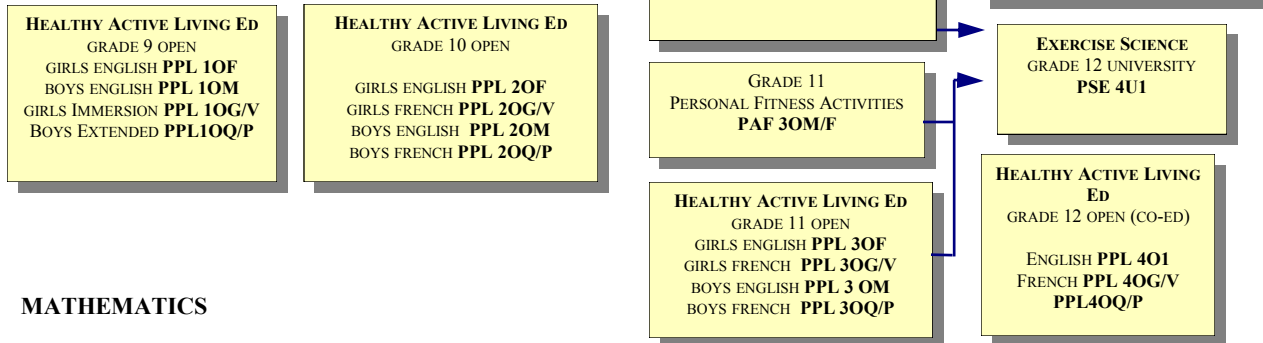 HEALTHY ACTIVE LIVING ED
GRADE 9 OPEN
GIRLS ENGLISH PPL 1OF
BOYS ENGLISH PPL 1OM
GIRLS IMMERSION PPL 1OG/V
BOYS EXTENDED PPL1OQ/P
HEALTHY ACTIVE LIVING ED
GRADE 10 OPEN
GIRLS ENGLISH PPL 2OF
GIRLS FRENCH PPL 2OG/V
BOYS ENGLISH PPL 2OM
BOYS FRENCH PPL 2OQ/P
GRADE 11
PERSONAL FITNESS ACTIVITIES
PAF 3OM/F
HEALTHY ACTIVE LIVING ED
GRADE 11 OPEN
GIRLS ENGLISH PPL 3OF
GIRLS FRENCH PPL 3OG/V
BOYS ENGLISH PPL 3 OM
BOYS FRENCH PPL 3OQ/P
EXERCISE SCIENCE
GRADE 12 UNIVERSITY
PSE 4U1
HEALTHY ACTIVE LIVING
ED
GRADE 12 OPEN (CO-ED)
ENGLISH PPL 4O1
FRENCH PPL 4OG/V
PPL4OQ/P
MATHEMATICS